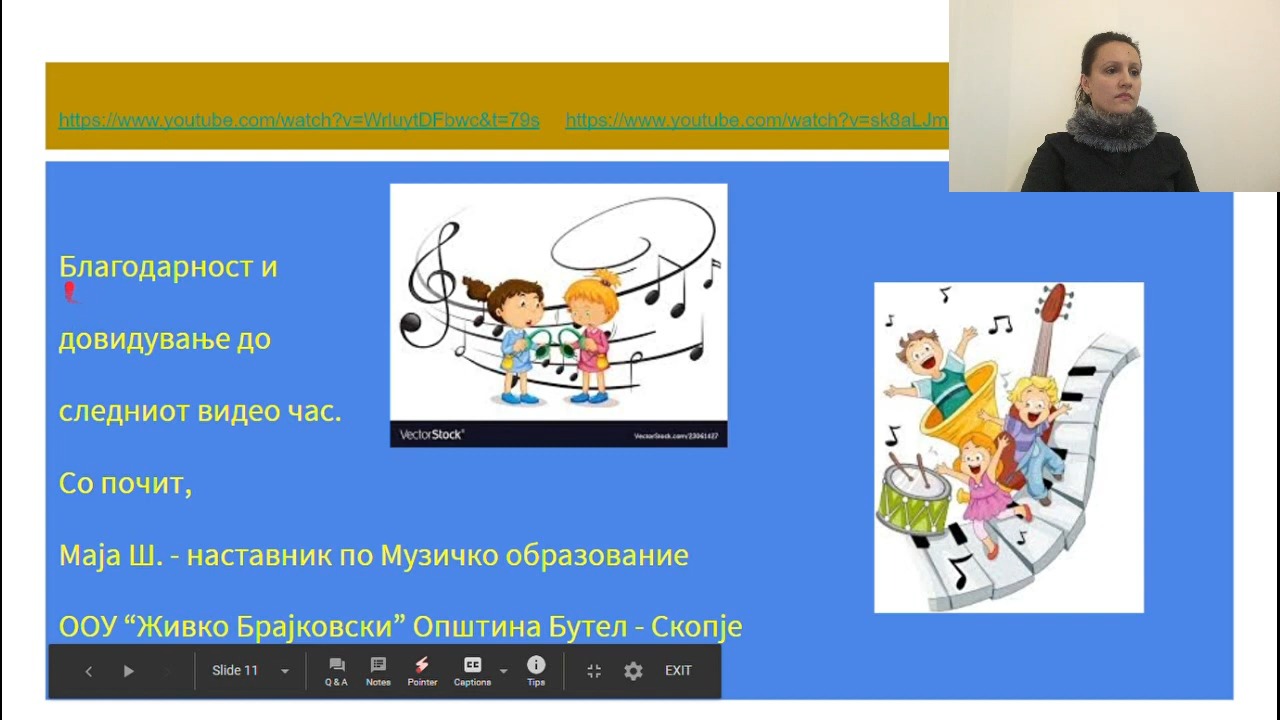 https://www.youtube.com/watch?v=WrluytDFbwc&t=79s https://www.youtube.com/watch?v=sk8aLJm
Благодарност и
довидување до
следниот видео час.
Со почит,
Маја Ш. - наставник по Музичко образование
ООУ “Живко Брајковски” Општина Бутел - Скопје
VectorStock®
VectorStock.com/23061427
Slide 11
Q & A
Notes
Pointer
CC
Captions
Tips
EXIT